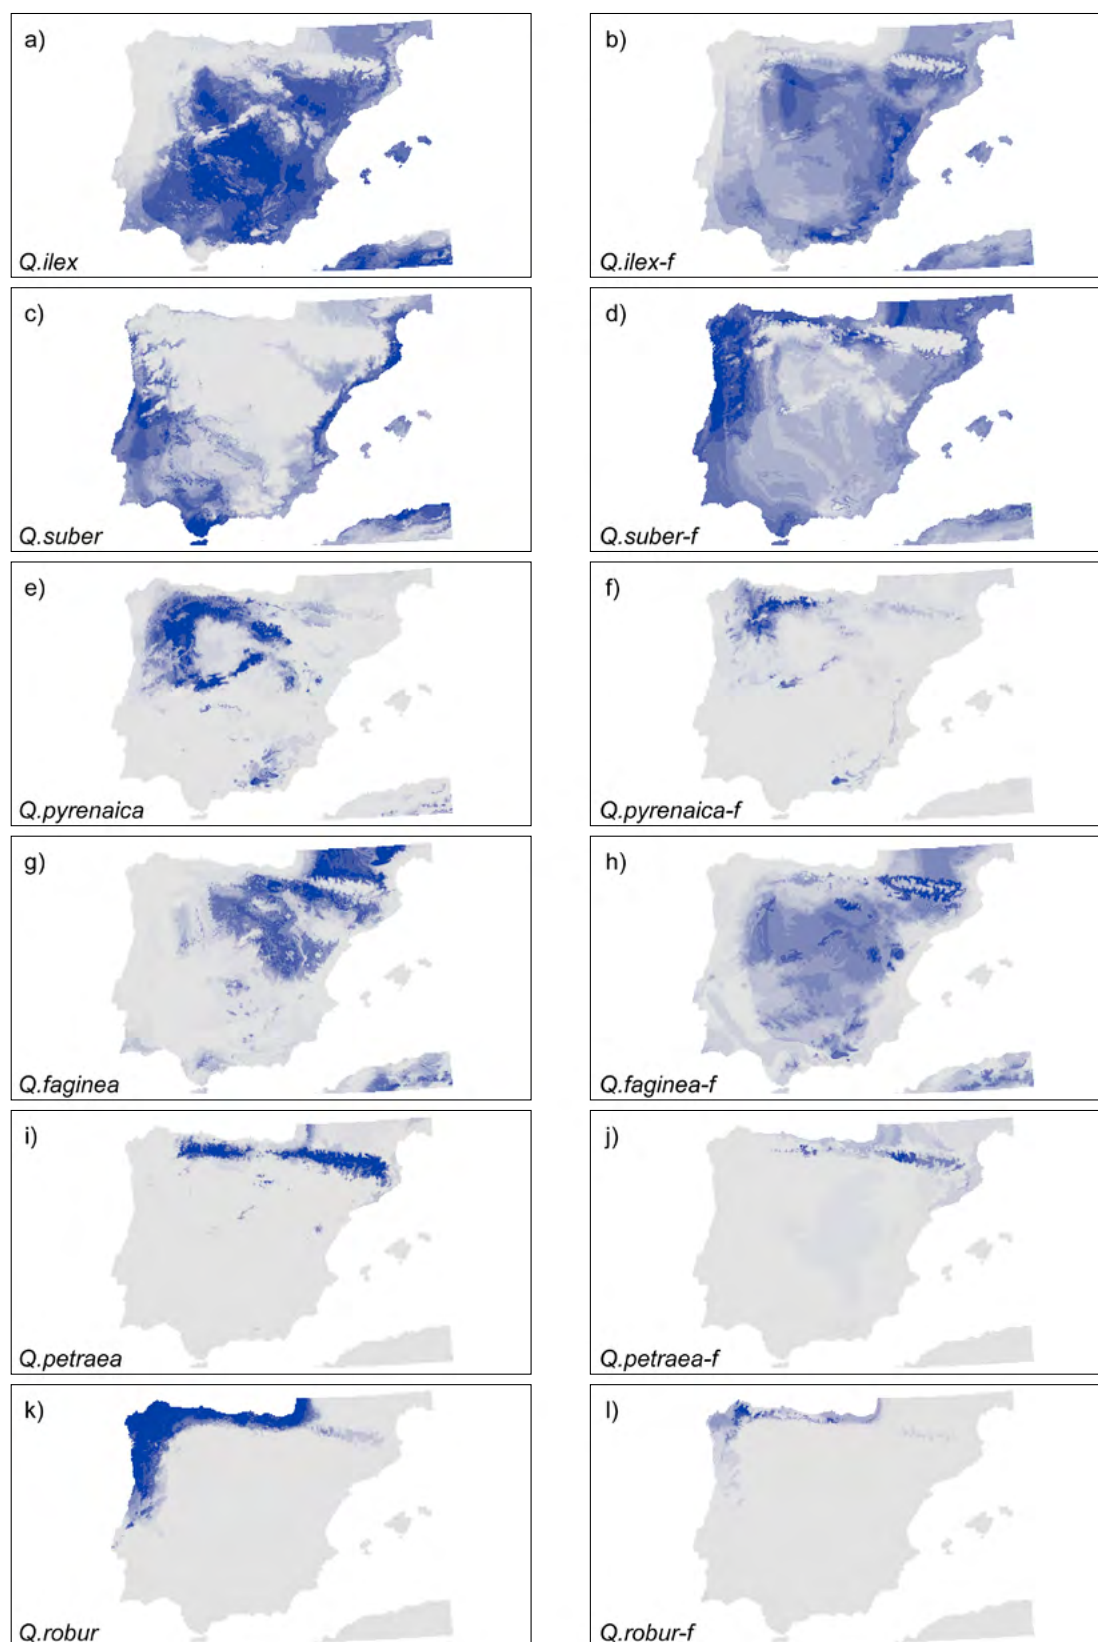 a)
Q.ilex
b)
Q.ilex-f
c)
Q.suber
d)
Q.suber-f
e)
Q.pyrenaica
f)
Q.pyrenaica-f
g)
Q.faginea
h)
Q.faginea-f
i)
Q.petraea
j)
Q.petraea-f
k)
Q.robur
l)
Q.robur-f